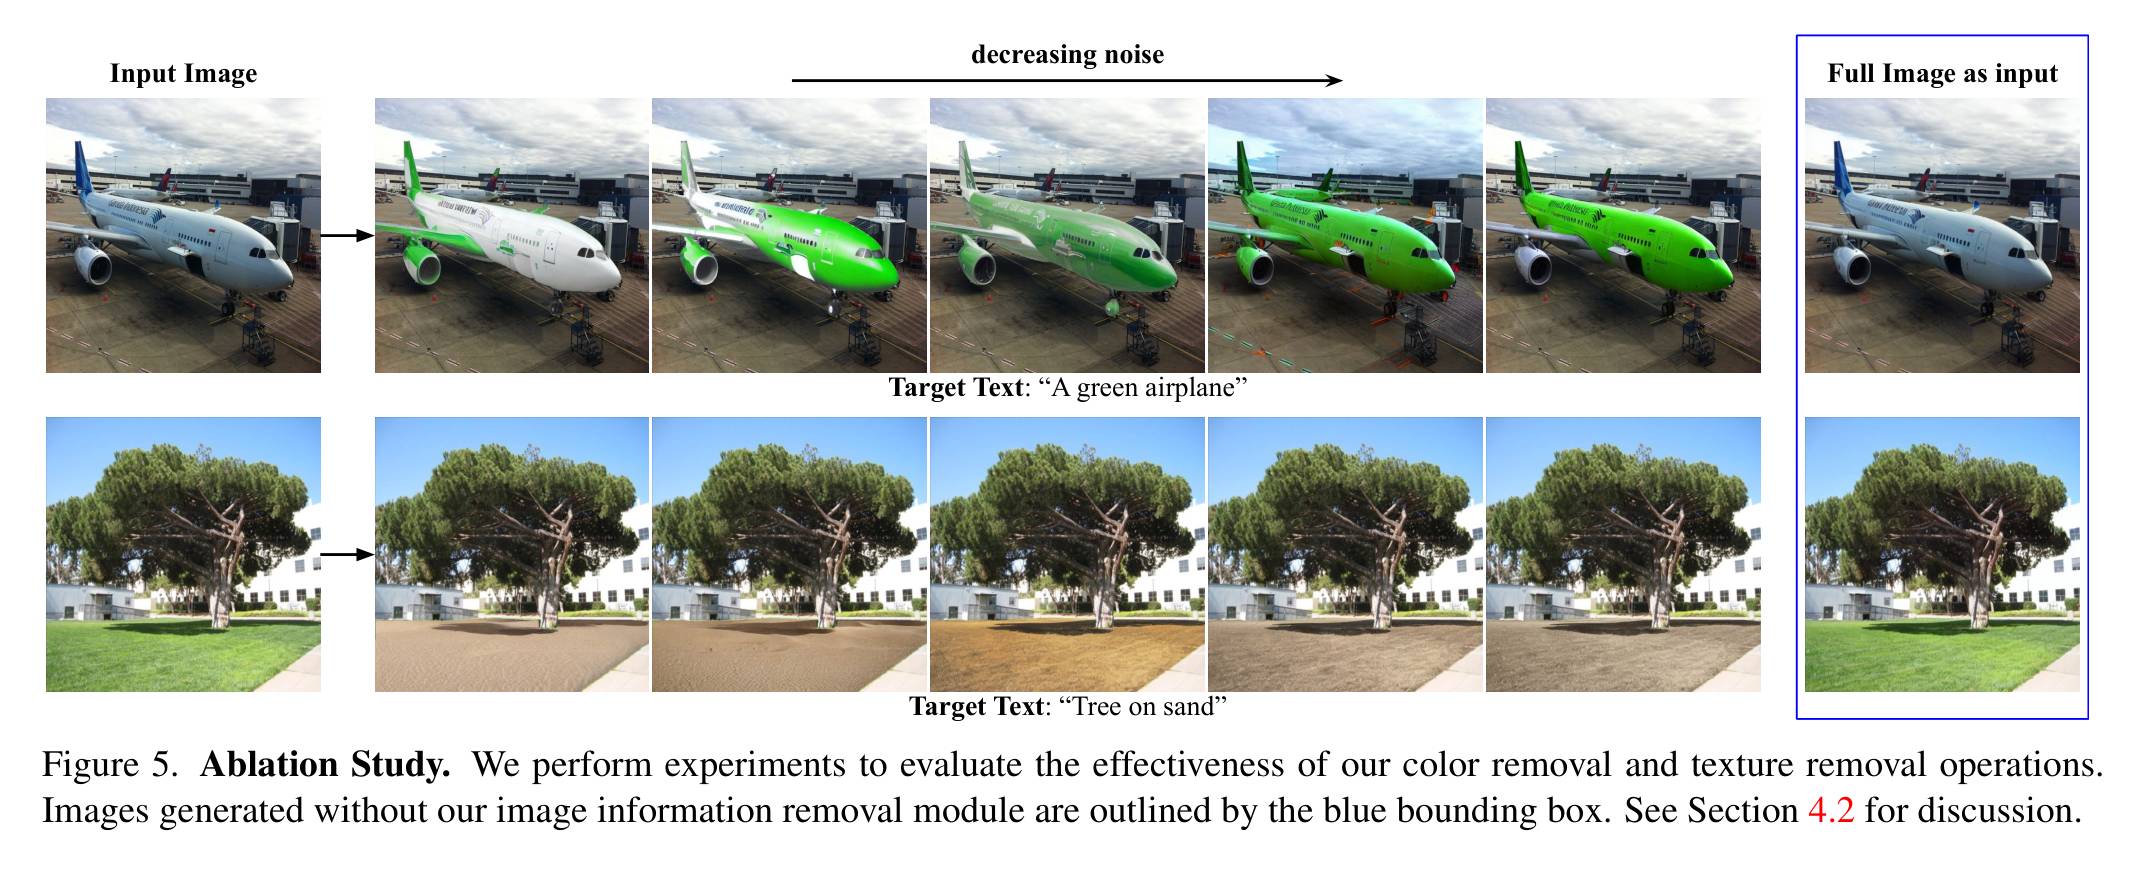 decreasing noise
Input Image
Full Image as input
Target Text: “A green airplane”
Target Text: “Tree on sand”
Figure 5. Ablation Study. We perform experiments to evaluate the effectiveness of our color removal and texture removal operations.
Images generated without our image information removal module are outlined by the blue bounding box. See Section 4.2 for discussion.